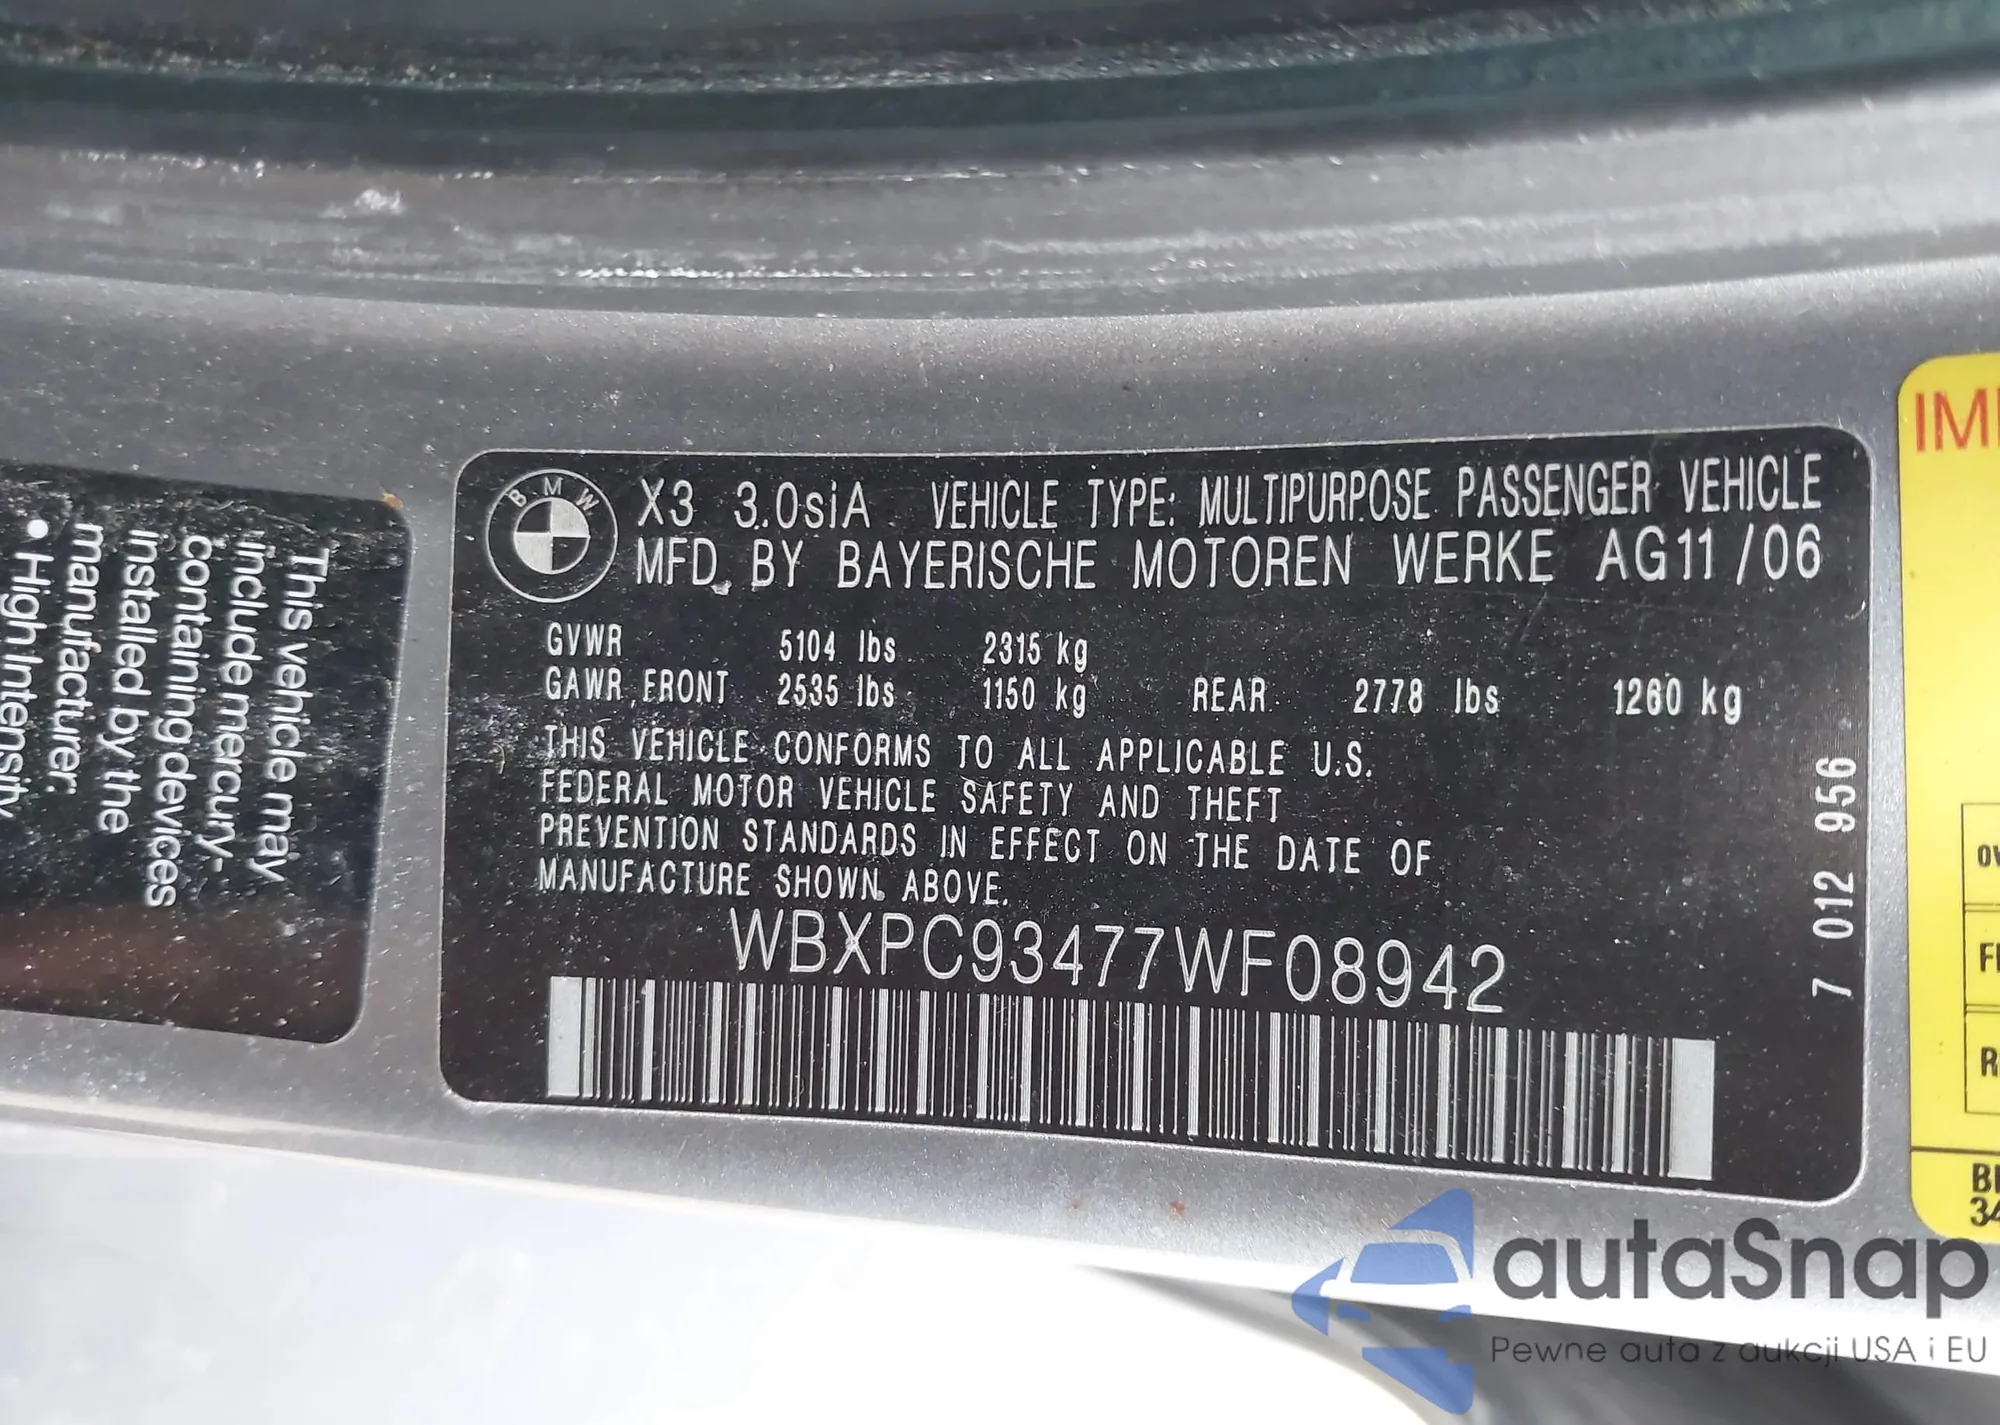 This vehicle may
include mercury-
containing devices
installed by the
manufacturer.
• High Intensity
BMW
X3 3.0siA VEHICLE TYPE: MULTIPURPOSE PASSENGER VEHICLE
MFD. BY BAYERISCHE MOTOREN WERKE AG 11/06
GVWR 5104 lbs 2315 kg
GAWR FRONT 2535 lbs 1150 kg REAR 2778 lbs 1260 kg
THIS VEHICLE CONFORMS TO ALL APPLICABLE U.S.
FEDERAL MOTOR VEHICLE SAFETY AND THEFT
PREVENTION STANDARDS IN EFFECT ON THE DATE OF
MANUFACTURE SHOWN ABOVE.
WBXPC93477WF08942
7 012 956
autaSnap
Pewne auta z aukcji USA i EU